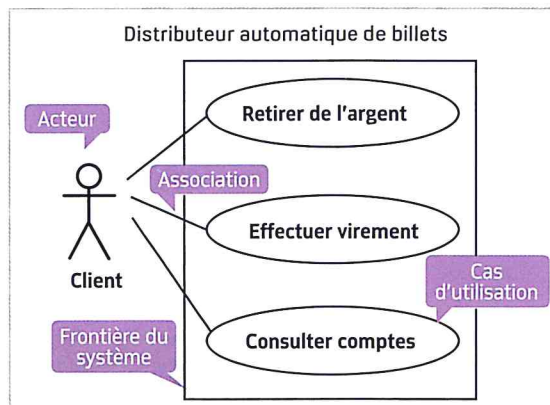 Distributeur automatique de billets
Acteur
Retirer de l'argent
Association
Effectuer virement
Client
Cas
d'utilisation
Frontière du
système
Consulter comptes